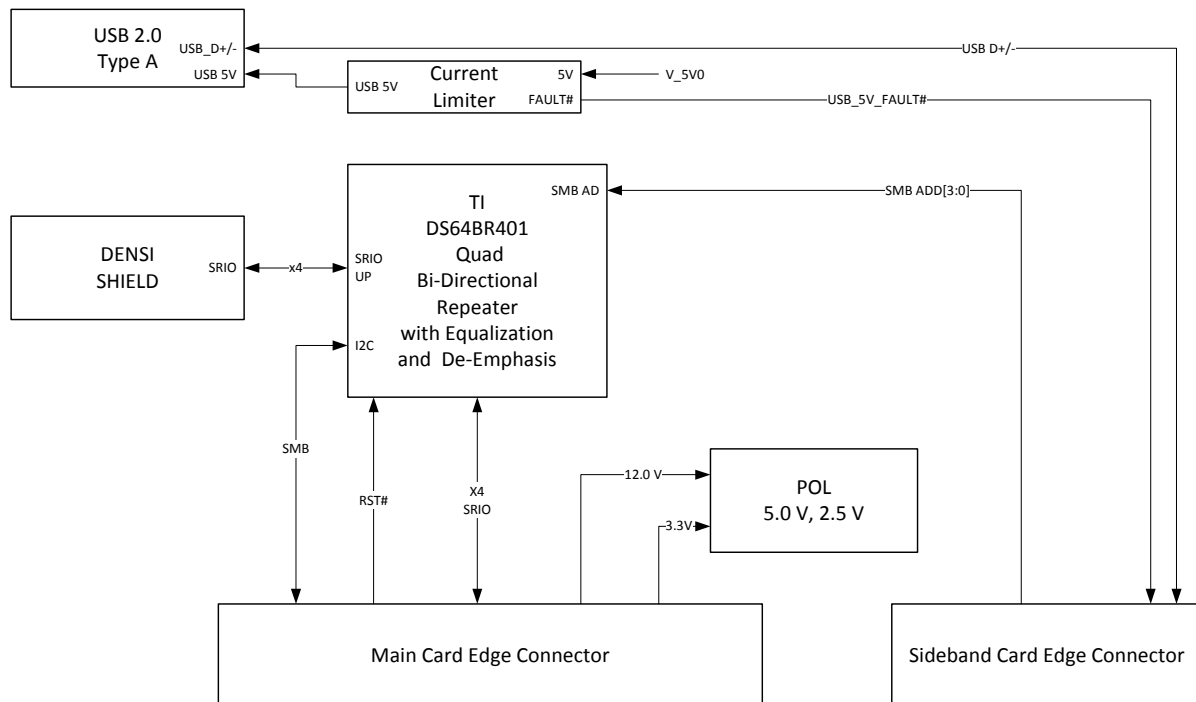 USB 2.0
Type A
USB_D+/-
USB 5V
USB D+/-
USB 5V
Current
Limiter
5V
FAULT#
V_5V0
USB_5V_FAULT#
TI
DS64BR401
Quad
Bi-Directional
Repeater
with Equalization
and De-Emphasis
SMB AD
SRIO
UP
I2C
SMB ADD[3:0]
DENSI
SHIELD
SRIO
x4
SMB
RST#
X4
SRIO
12.0 V
3.3V
POL
5.0 V, 2.5 V
Main Card Edge Connector
Sideband Card Edge Connector